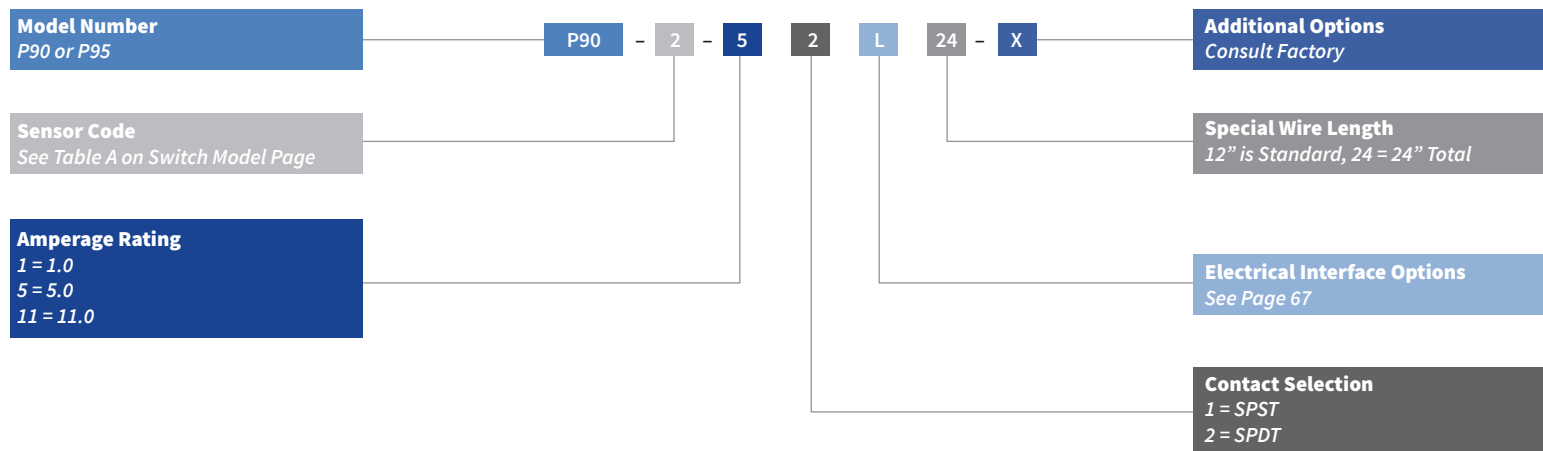 Model Number
P90 or P95
P90 – 2 – 5 2 L 24 – X
Additional Options
Consult Factory
Sensor Code
See Table A on Switch Model Page
Special Wire Length
12” is Standard, 24 = 24” Total
Amperage Rating
1 = 1.0
5 = 5.0
11 = 11.0
Electrical Interface Options
See Page 67
Contact Selection
1 = SPST
2 = SPDT